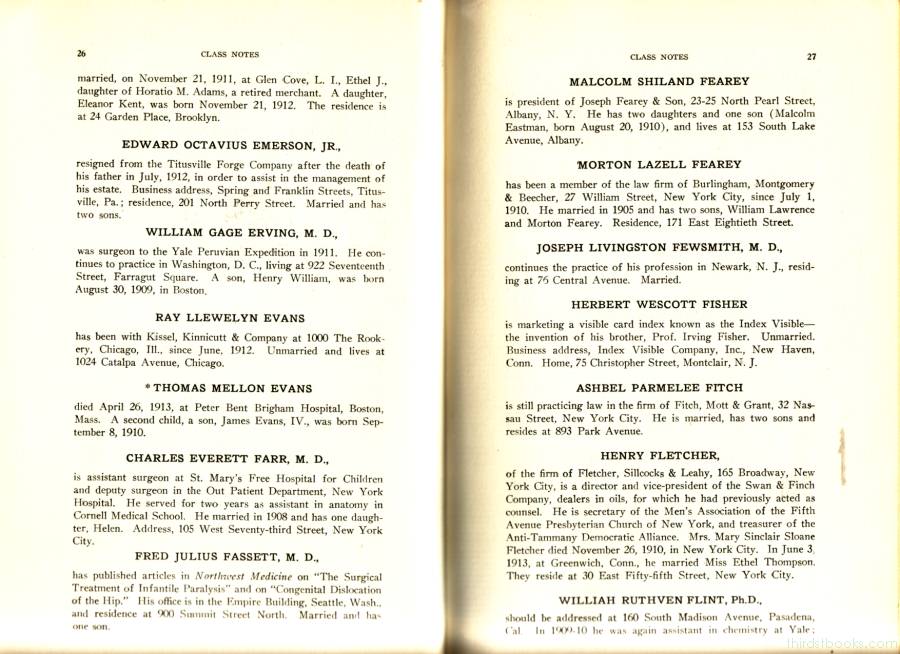 26
CLASS NOTES
married, on November 21, 1911, at Glen Cove, L. I., Ethel J.,
daughter of Horatio M. Adams, a retired merchant. A daughter,
Eleanor Kent, was born November 21, 1912. The residence is
at 24 Garden Place, Brooklyn.
EDWARD OCTAVIUS EMERSON, JR.,
resigned from the Titusville Forge Company after the death of
his father in July, 1912, in order to assist in the management of
his estate. Business address, Spring and Franklin Streets, Titus-
ville, Pa.; residence, 201 North Perry Street. Married and has
two sons.
WILLIAM GAGE ERVING, M. D.,
was surgeon to the Yale Peruvian Expedition in 1911. He con-
tinues to practice in Washington, D. C., living at 922 Seventeenth
Street, Farragut Square. A son, Henry William, was born
August 30, 1909, in Boston.
RAY LLEWELYN EVANS
has been with Kissel, Kinnicutt & Company at 1000 The Rook-
ery, Chicago, Ill., since June, 1912. Unmarried and lives at
1024 Catalpa Avenue, Chicago.
* THOMAS MELLON EVANS
died April 26, 1913, at Peter Bent Brigham Hospital, Boston,
Mass. A second child, a son, James Evans, IV., was born Sep-
tember 8, 1910.
CHARLES EVERETT FARR, M. D.,
is assistant surgeon at St. Mary's Free Hospital for Children
and deputy surgeon in the Out Patient Department, New York
Hospital. He served for two years as assistant in anatomy in
Cornell Medical School. He married in 1908 and has one daugh-
ter, Helen. Address, 105 West Seventy-third Street, New York
City.
FRED JULIUS FASSETT, M. D.,
has published articles in Northwest Medicine on "The Surgical
Treatment of Infantile Paralysis" and on "Congenital Dislocation
of the Hip." His office is in the Empire Building, Seattle, Wash.,
and residence at 900 Summit Street North. Married and has
one son.
CLASS NOTES
27
MALCOLM SHILAND FEAREY
is president of Joseph Fearey & Son, 23-25 North Pearl Street,
Albany, N. Y. He has two daughters and one son (Malcolm
Eastman, born August 20, 1910), and lives at 153 South Lake
Avenue, Albany.
MORTON LAZELL FEAREY
has been a member of the law firm of Burlingham, Montgomery
& Beecher, 27 William Street, New York City, since July 1,
1910. He married in 1905 and has two sons, William Lawrence
and Morton Fearey. Residence, 171 East Eightieth Street.
JOSEPH LIVINGSTON FEWSMITH, M. D.,
continues the practice of his profession in Newark, N. J., resid-
ing at 76 Central Avenue. Married.
HERBERT WESCOTT FISHER
is marketing a visible card index known as the Index Visible—
the invention of his brother, Prof. Irving Fisher. Unmarried.
Business address, Index Visible Company, Inc., New Haven,
Conn. Home, 75 Christopher Street, Montclair, N. J.
ASHBEL PARMELEE FITCH
is still practicing law in the firm of Fitch, Mott & Grant, 32 Nas-
sau Street, New York City. He is married, has two sons and
resides at 893 Park Avenue.
HENRY FLETCHER,
of the firm of Fletcher, Sillcocks & Leahy, 165 Broadway, New
York City, is a director and vice-president of the Swan & Finch
Company, dealers in oils, for which he had previously acted as
counsel. He is secretary of the Men's Association of the Fifth
Avenue Presbyterian Church of New York, and treasurer of the
Anti-Tammany Democratic Alliance. Mrs. Mary Sinclair Sloane
Fletcher died November 26, 1910, in New York City. In June 3,
1913, at Greenwich, Conn., he married Miss Ethel Thompson.
They reside at 30 East Fifty-fifth Street, New York City.
WILLIAH RUTHVEN FLINT, Ph.D.,
should be addressed at 160 South Madison Avenue, Pasadena,
Cal. In 1909-10 he was again assistant in chemistry at Yale;
thirdstbooks.com